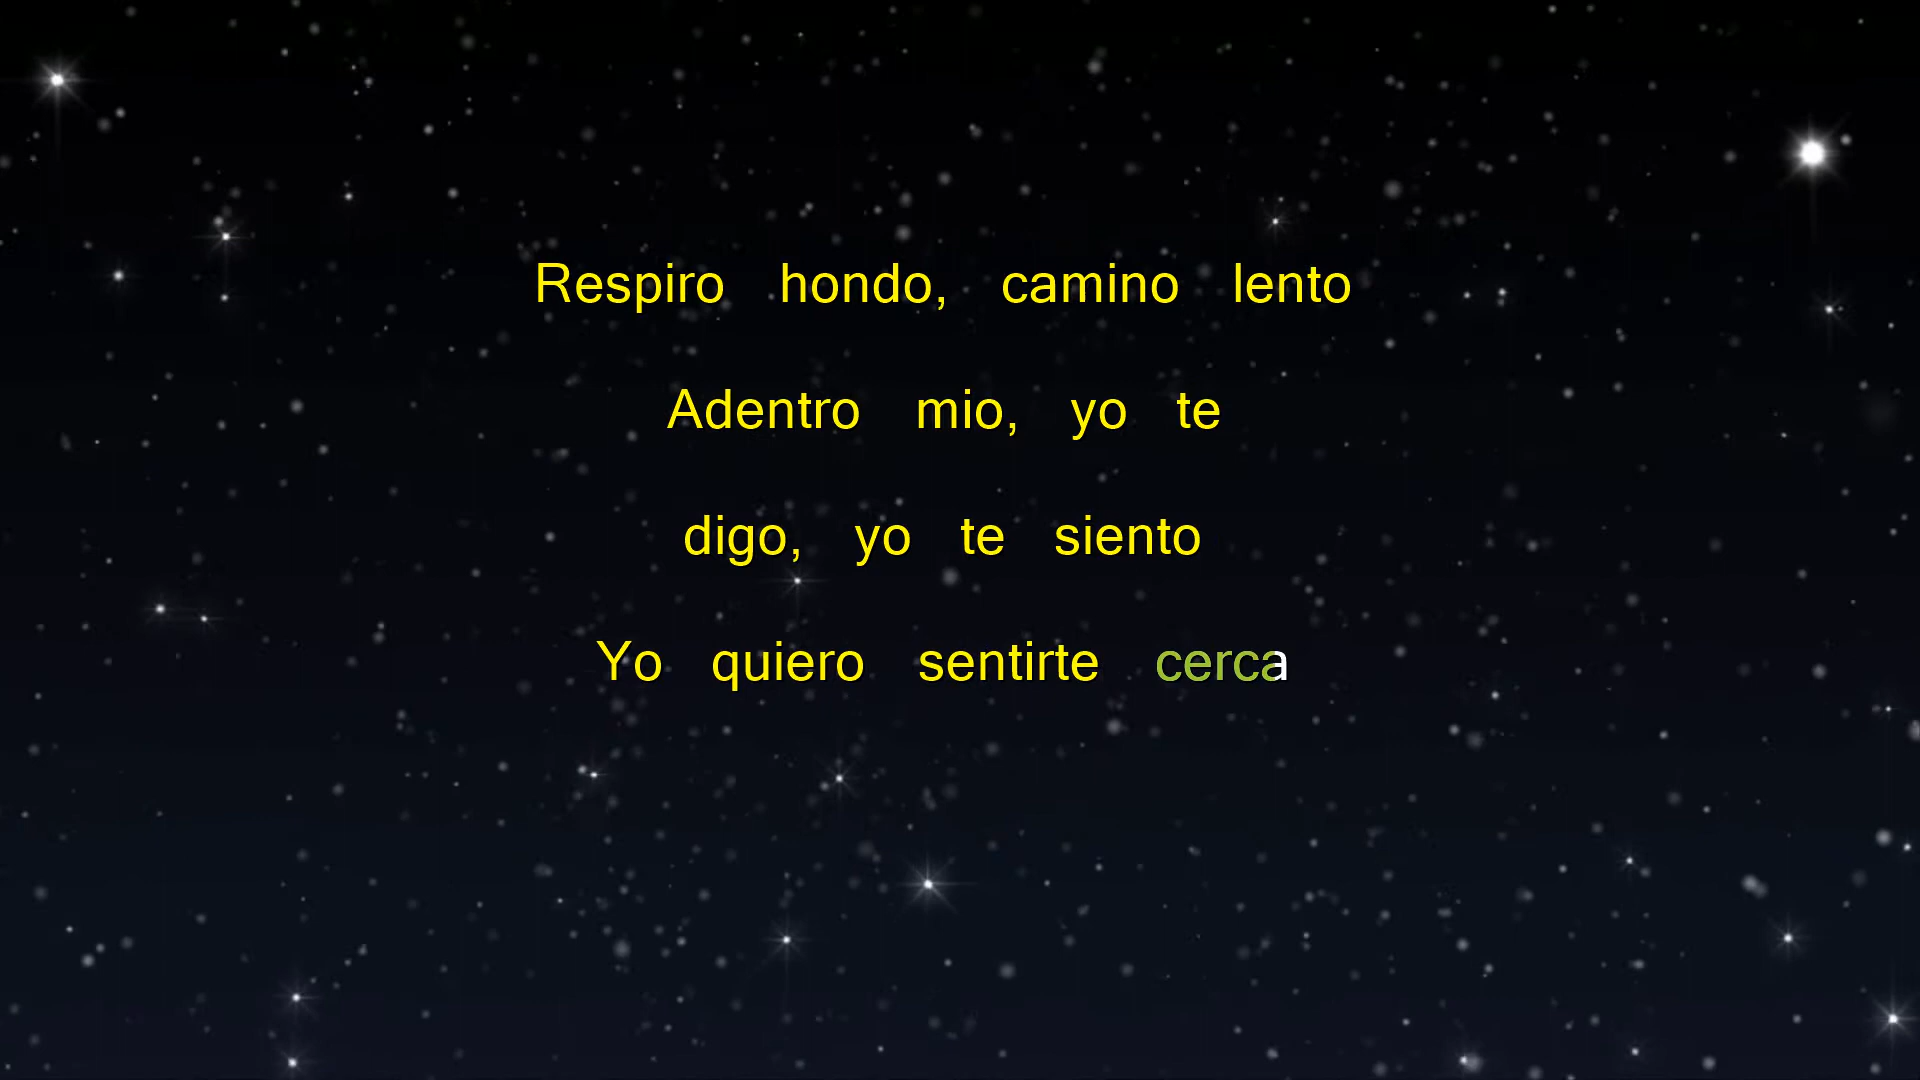 Respiro hondo, camino lento
Adentro mio, yo te
digo, yo te siento
Yo quiero sentirte cerca